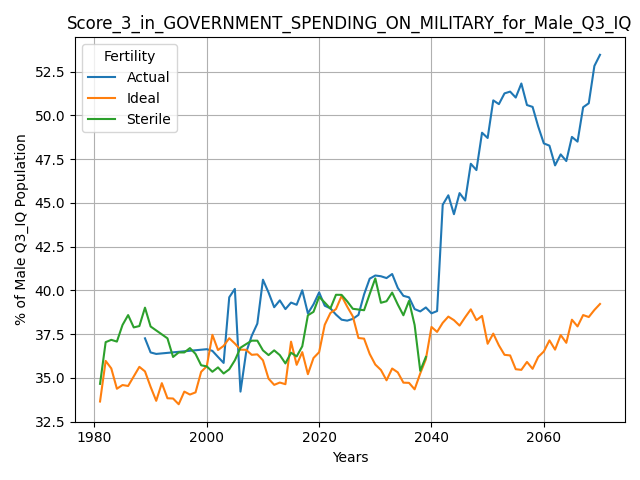 Score_3_in_GOVERNMENT_SPENDING_ON_MILITARY_for_Male_Q3_IQ
Fertility
Actual
Ideal
Sterile
% of Male Q3_IQ Population
52.5
50.0
47.5
45.0
42.5
40.0
37.5
35.0
32.5
1980 2000 2020 2040 2060
Years